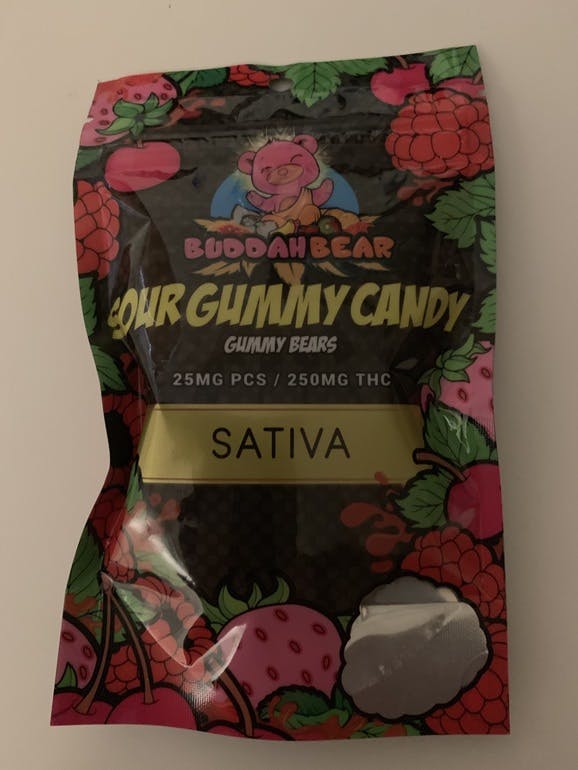 BUDDAHBEAR
SOUR GUMMY CANDY
GUMMY BEARS
25MG PCS / 250MG THC
SATIVA